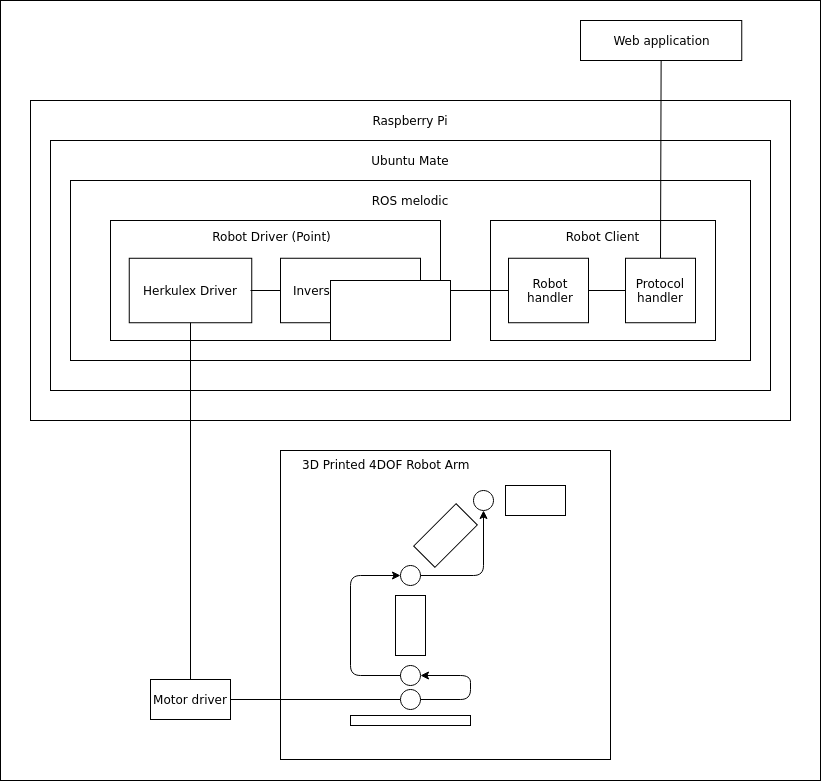 Web application
Raspberry Pi
Ubuntu Mate
ROS melodic
Robot Driver (Point)
Robot Client
Herkulex Driver
Robot
handler
Protocol
handler
3D Printed 4DOF Robot Arm
Motor driver